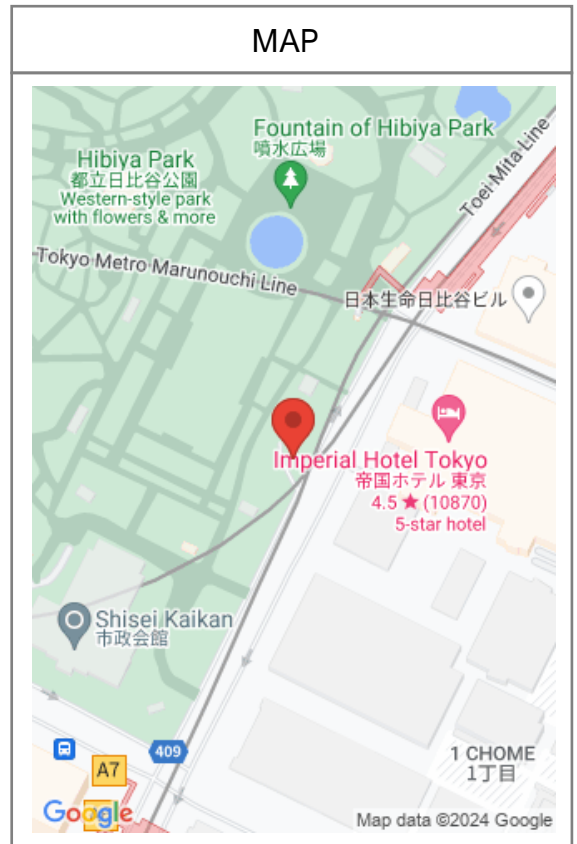 MAP
Fountain of Hibiya Park
噴水広場
Hibiya Park
都立日比谷公園
Western-style park
with flowers & more
Toei-Mita-Line
Tokyo Metro Marunouchi Line
日本生命日比谷ビル
Imperial Hotel Tokyo
帝国ホテル 東京
4.5 ★ (10870)
5-star hotel
Shisei Kaikan
市政会館
409
A7
1 CHOME
1丁目
Google
Map data ©2024 Google